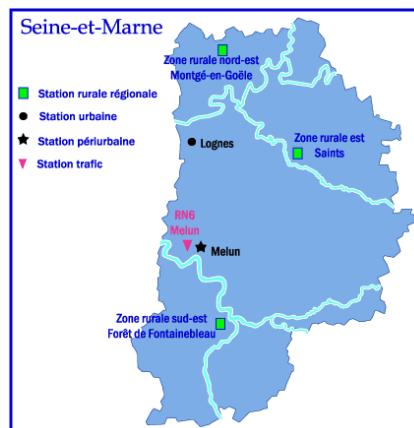 Seine-et-Marne
Zone rurale nord-est
Montgé-en-Goële
Station rurale régionale
Station urbaine
Station périurbaine
Station trafic
Lognes
Zone rurale est
Saints
RN6
Melun
Melun
Zone rurale sud-est
Forêt de Fontainebleau